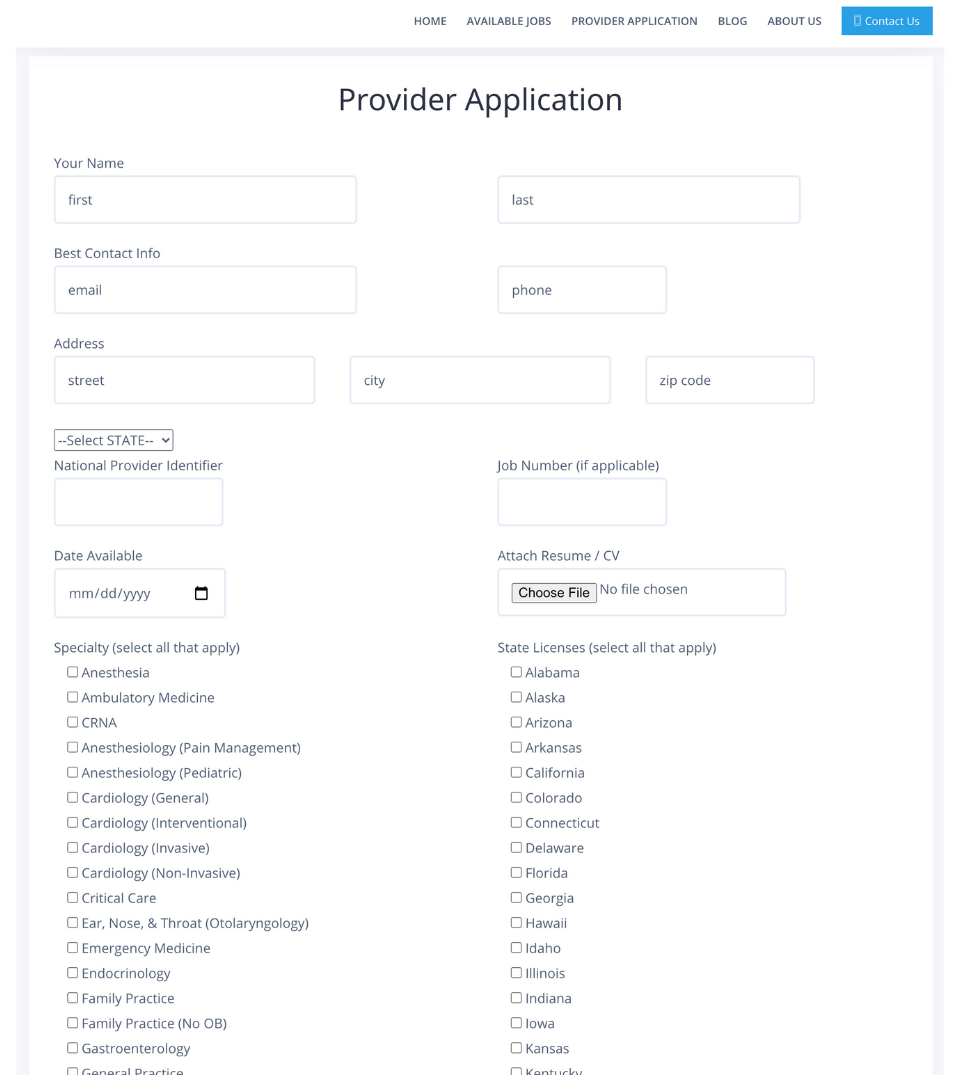 HOME AVAILABLE JOBS PROVIDER APPLICATION BLOG ABOUT US Contact Us
Provider Application
Your Name
first last
Best Contact Info
email phone
Address
street city zip code
--Select STATE--
National Provider Identifier Job Number (if applicable)
Date Available Attach Resume / CV
mm/dd/yyyy Choose File No file chosen
Specialty (select all that apply) State Licenses (select all that apply)
Anesthesia Alabama
Ambulatory Medicine Alaska
CRNA Arizona
Anesthesiology (Pain Management) Arkansas
Anesthesiology (Pediatric) California
Cardiology (General) Colorado
Cardiology (Interventional) Connecticut
Cardiology (Invasive) Delaware
Cardiology (Non-Invasive) Florida
Critical Care Georgia
Ear, Nose, & Throat (Otolaryngology) Hawaii
Emergency Medicine Idaho
Endocrinology Illinois
Family Practice Indiana
Family Practice (No OB) Iowa
Gastroenterology Kansas
General Practice Kentucky